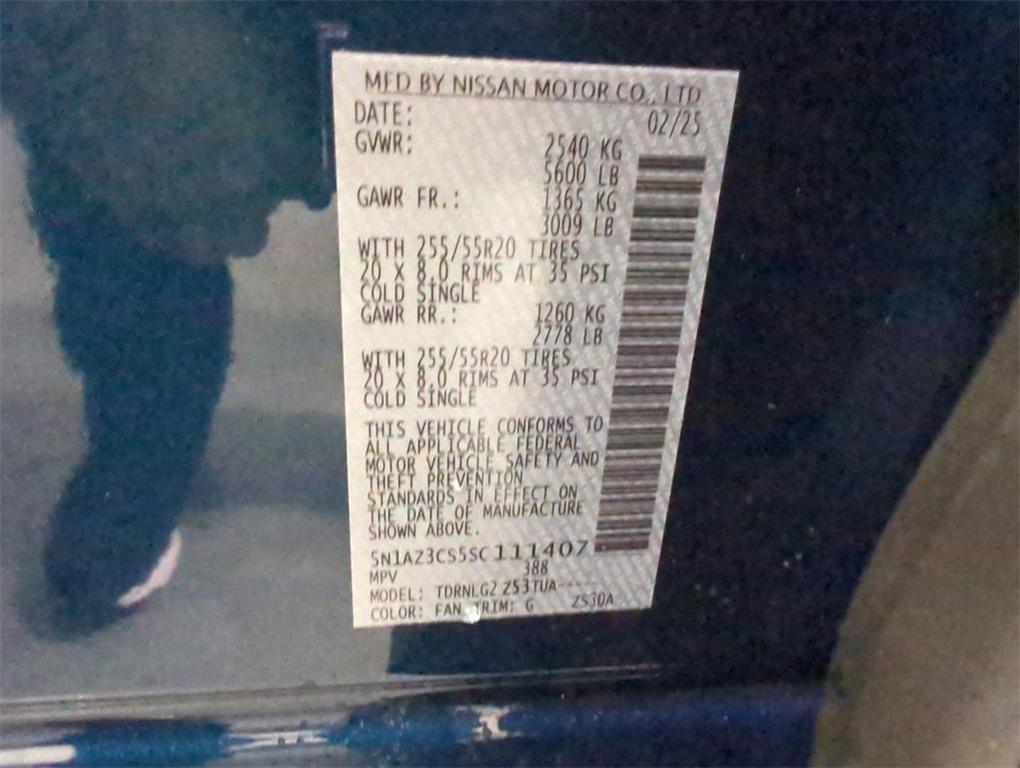 MFD BY NISSAN MOTOR CO., LTD
DATE: 02/25
GVWR: 2540 KG
5600 LB
GAWR FR.: 1365 KG
3009 LB
WITH 255/55R20 TIRES
20 X 8.0 RIMS AT 35 PSI
COLD SINGLE
GAWR RR.: 1260 KG
2778 LB
WITH 255/55R20 TIRES
20 X 8.0 RIMS AT 35 PSI
COLD SINGLE
THIS VEHICLE CONFORMS TO
ALL APPLICABLE FEDERAL
MOTOR VEHICLE SAFETY AND
THEFT PREVENTION
STANDARDS IN EFFECT ON
THE DATE OF MANUFACTURE
SHOWN ABOVE.
5N1AZ3CS5SC111407
MPV 388
MODEL: TDRNLG2 Z53TUA-----
COLOR: FAN TRIM: G ZS30A